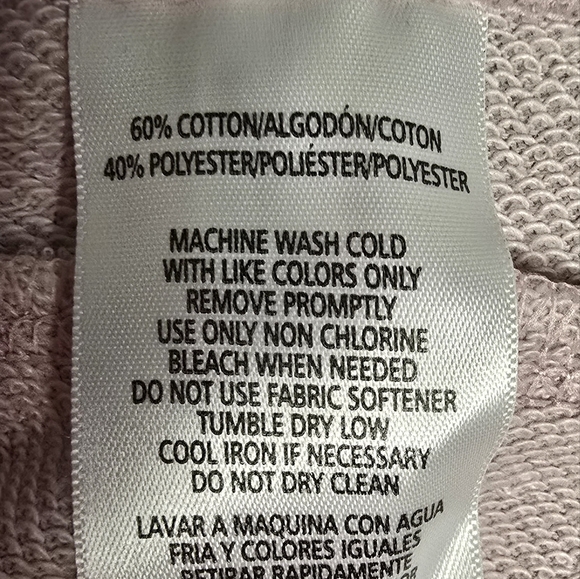 60% COTTON/ALGODÓN/COTON
40% POLYESTER/POLIÉSTER/POLYESTER
MACHINE WASH COLD
WITH LIKE COLORS ONLY
REMOVE PROMPTLY
USE ONLY NON CHLORINE
BLEACH WHEN NEEDED
DO NOT USE FABRIC SOFTENER
TUMBLE DRY LOW
COOL IRON IF NECESSARY
DO NOT DRY CLEAN
LAVAR A MAQUINA CON AGUA
FRIA Y COLORES IGUALES
RETIRAR RAPIDAMENTE